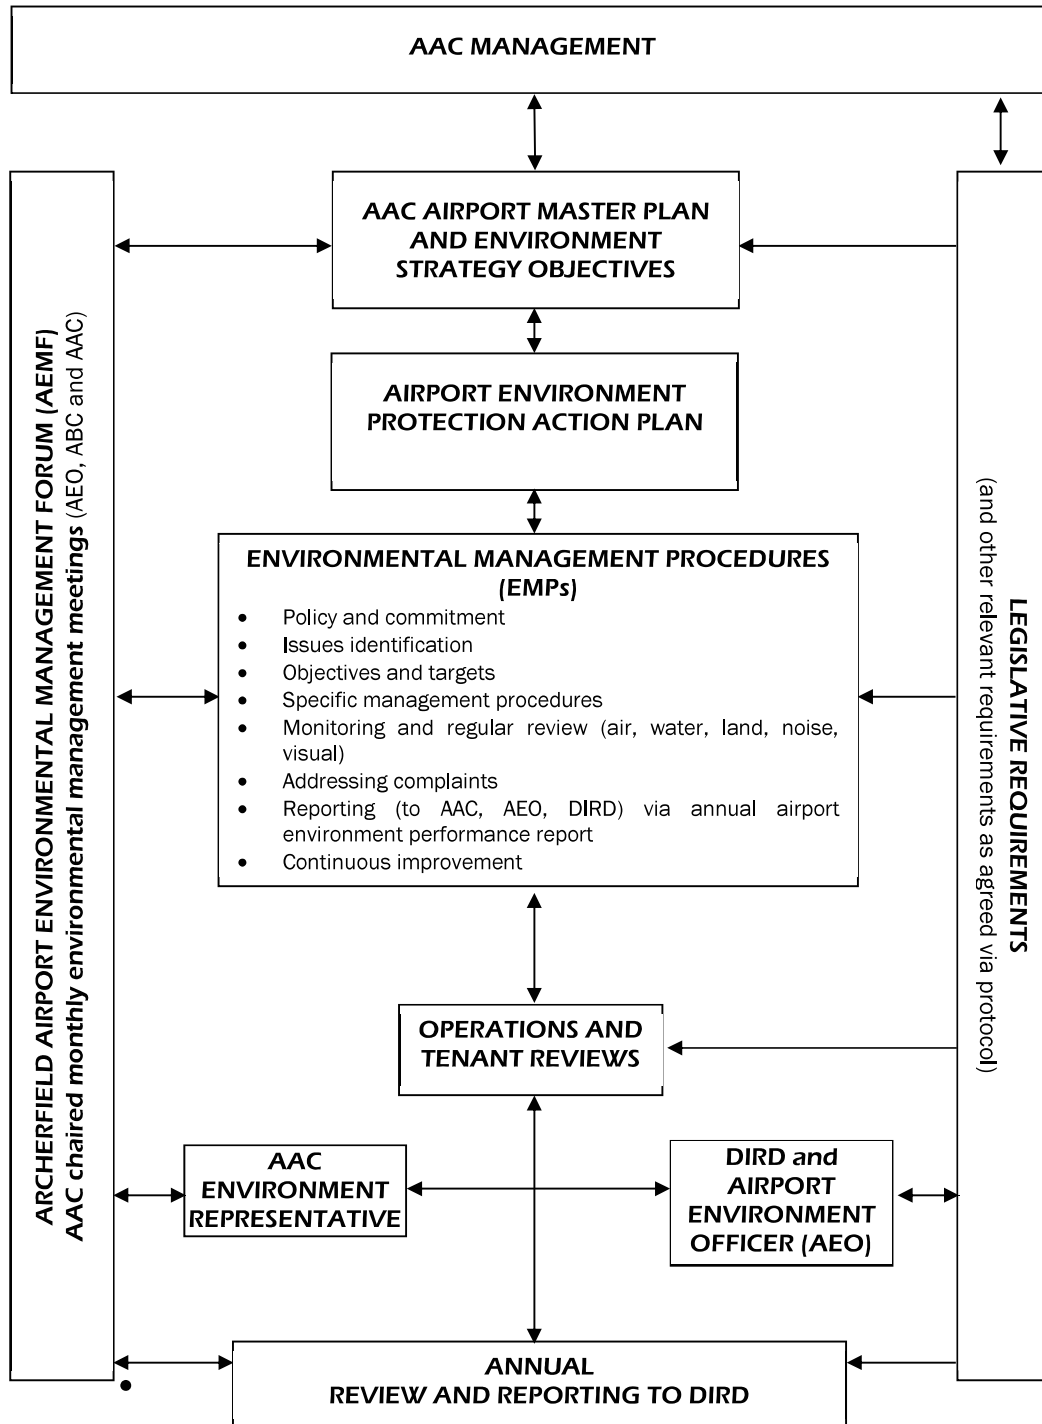 AAC MANAGEMENT
AAC AIRPORT MASTER PLAN
AND ENVIRONMENT
STRATEGY OBJECTIVES
AIRPORT ENVIRONMENT
PROTECTION ACTION PLAN
ENVIRONMENTAL MANAGEMENT PROCEDURES
(EMPs)
• Policy and commitment
• Issues identification
• Objectives and targets
• Specific management procedures
• Monitoring and regular review (air, water, land, noise,
visual)
• Addressing complaints
• Reporting (to AAC, AEO, DIRD) via annual airport
environment performance report
• Continuous improvement
OPERATIONS AND
TENANT REVIEWS
AAC
ENVIRONMENT
REPRESENTATIVE
DIRD and
AIRPORT
ENVIRONMENT
OFFICER (AEO)
ANNUAL
REVIEW AND REPORTING TO DIRD
ARCHERFIELD AIRPORT ENVIRONMENTAL MANAGEMENT FORUM (AEMF)
AAC chaired monthly environmental management meetings (AEO, ABC and AAC)
LEGISLATIVE REQUIREMENTS
(and other relevant requirements as agreed via protocol)